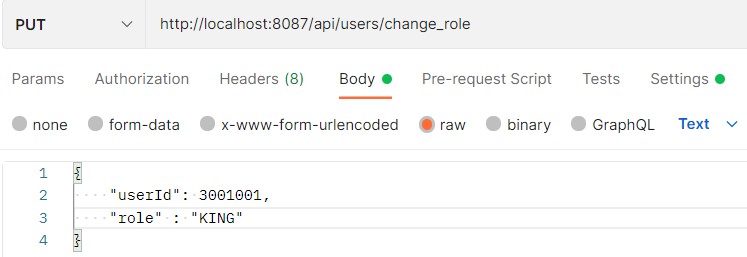 PUT http://localhost:8087/api/users/change_role
Params Authorization Headers (8) Body Pre-request Script Tests Settings
none form-data x-www-form-urlencoded raw binary GraphQL Text
1 {
2 "userId": 3001001,
3 "role" : "KING"
4 }